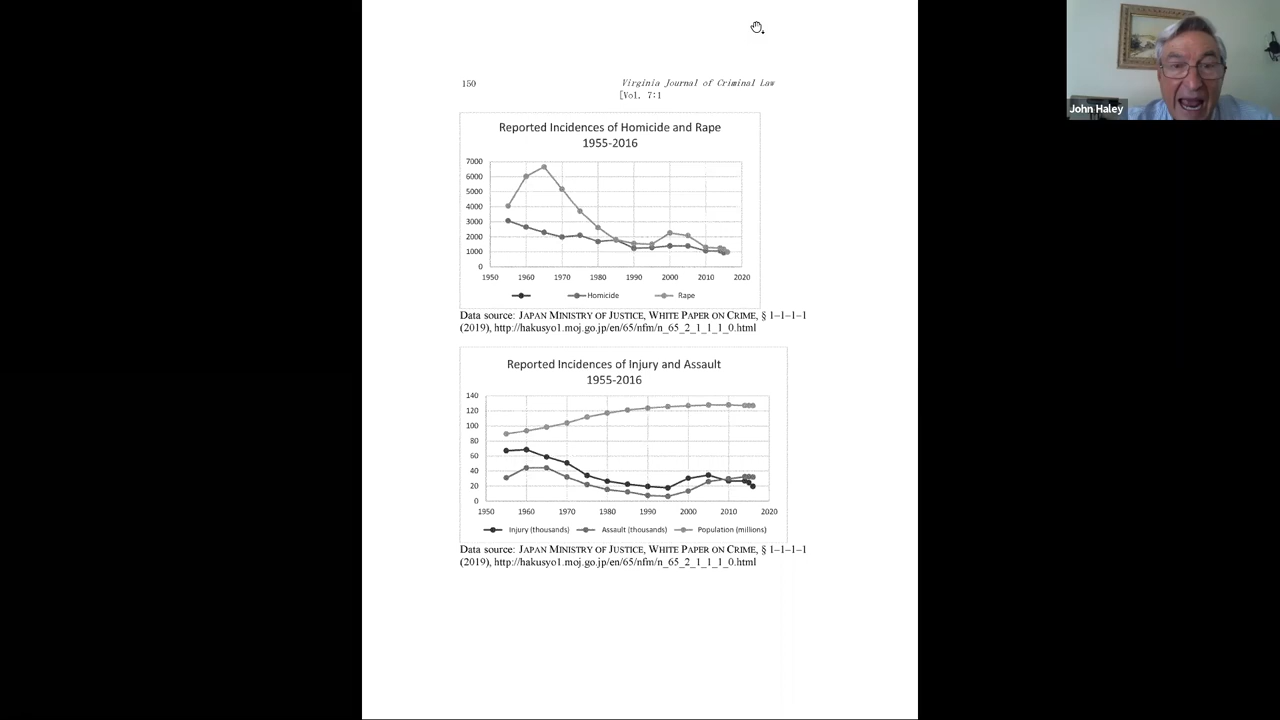 150
Virginia Journal of Criminal Law
[Vol. 7:1
John Haley
Reported Incidences of Homicide and Rape
1955-2016
7000
6000
5000
4000
3000
2000
1000
0
1950 1960 1970 1980 1990 2000 2010 2020
Homicide Rape
Data source: JAPAN MINISTRY OF JUSTICE, WHITE PAPER ON CRIME, § 1–1–1–1
(2019), http://hakusyo1.moj.go.jp/en/65/nfm/n_65_2_1_1_1_0.html
Reported Incidences of Injury and Assault
1955-2016
140
120
100
80
60
40
20
0
1950 1960 1970 1980 1990 2000 2010 2020
Injury (thousands) Assault (thousands) Population (millions)
Data source: JAPAN MINISTRY OF JUSTICE, WHITE PAPER ON CRIME, § 1–1–1–1
(2019), http://hakusyo1.moj.go.jp/en/65/nfm/n_65_2_1_1_1_0.html